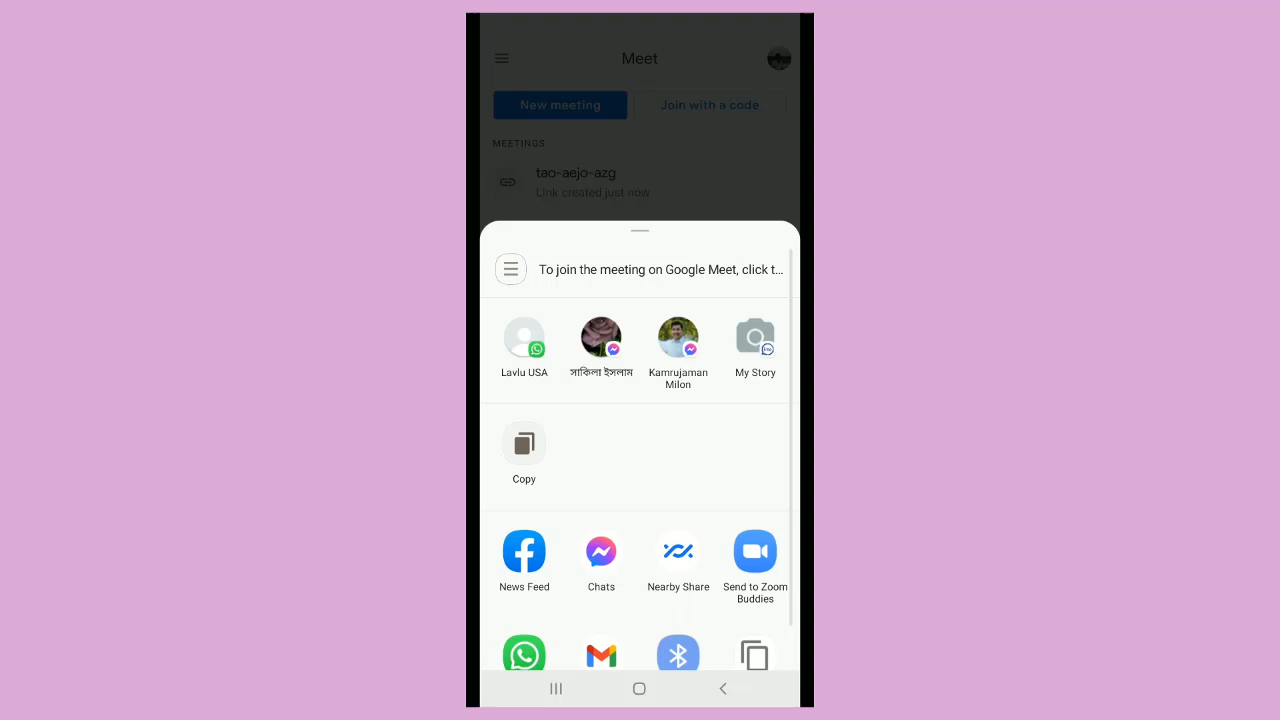 Meet
New meeting
Join with a code
MEETINGS
tao-aejo-azg
Link created just now
To join the meeting on Google Meet, click t...
Lavlu USA
সাকিলা ইসলাম
Kamrujaman
Milon
My Story
Copy
News Feed
Chats
Nearby Share
Send to Zoom
Buddies